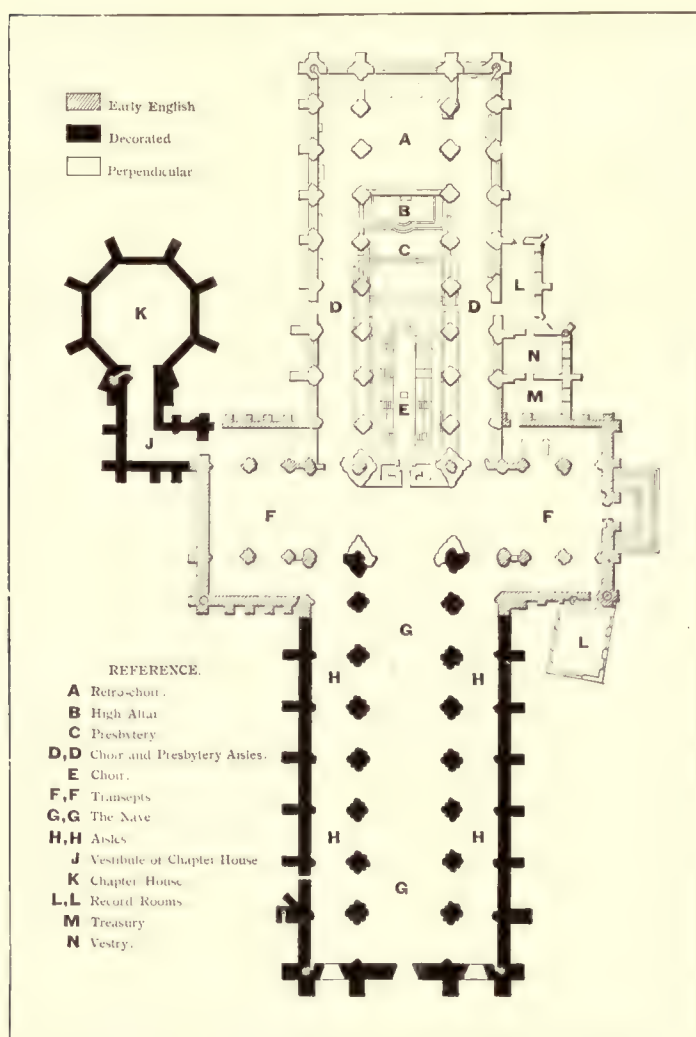 Early English
Decorated
Perpendicular
A
B
K
C
L
D
D
N
M
E
J
F
F
G
L
H
H
H
H
G
REFERENCE.
A Retro-choir.
B High Altar
C Presbytery
D,D Choir and Presbytery Aisles.
E Choir.
F,F Transepts
G,G The Nave
H,H Aisles
J Vestibule of Chapter House
K Chapter House
L,L Record Rooms
M Treasury
N Vestry.